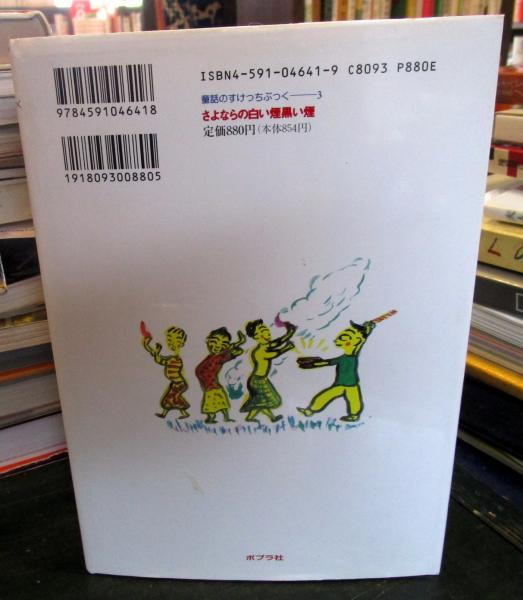 ISBN4-591-04641-9 C8093 P880E
9784591046418
童話のすけっちぶっく——3
さよならの白い煙黒い煙
定価880円(本体854円)
1918093008805
ポプラ社